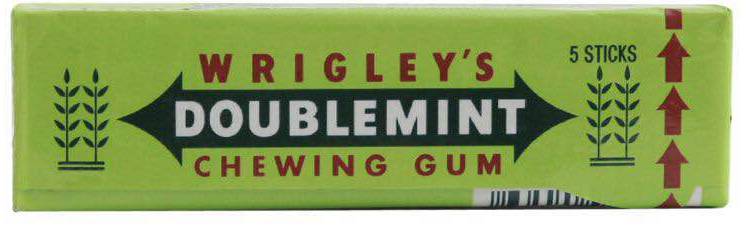 WRIGLEY'S
5 STICKS
DOUBLEMINT
CHEWING GUM